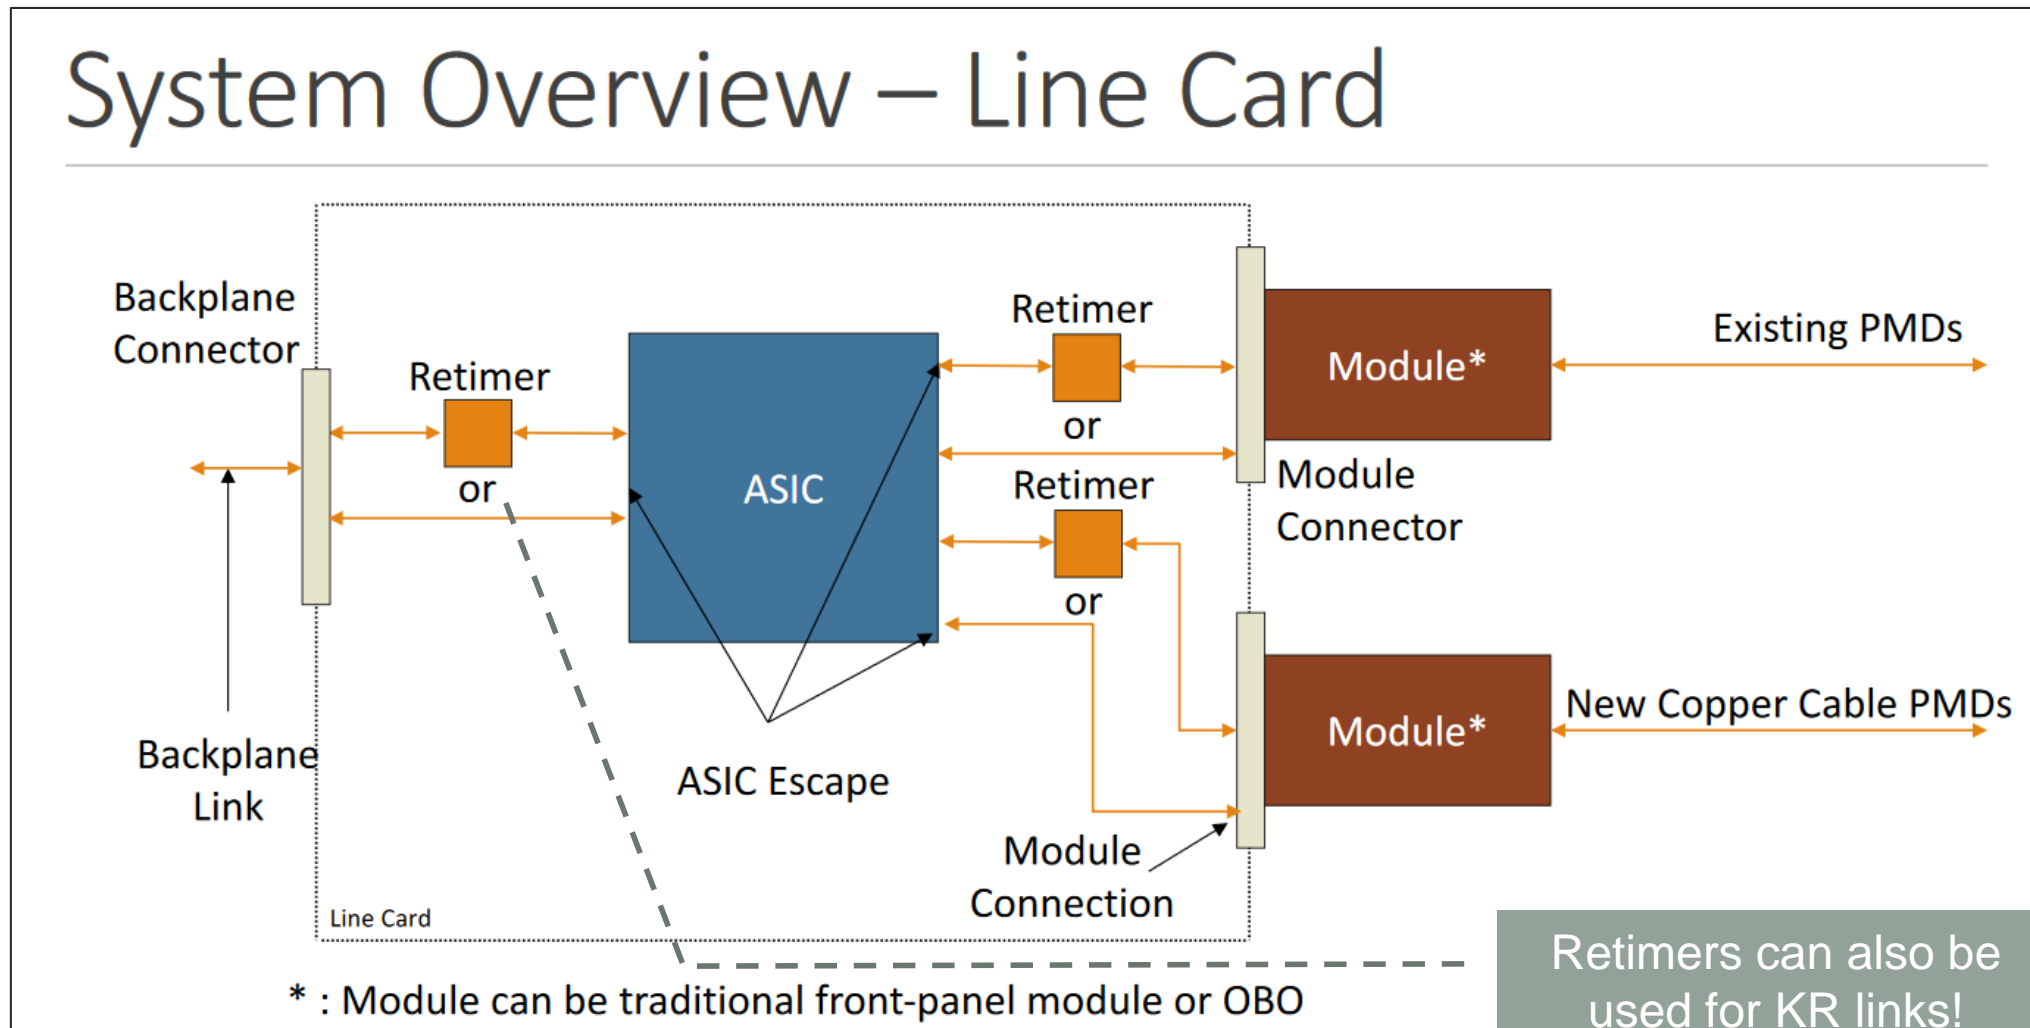 System Overview – Line Card
Backplane
Connector
Retimer
or
ASIC
Retimer
or
Retimer
or
Module*
Existing PMDs
Module
Connector
Module*
New Copper Cable PMDs
Backplane
Link
ASIC Escape
Module
Connection
Line Card
* : Module can be traditional front-panel module or OBO
Retimers can also be
used for KR links!